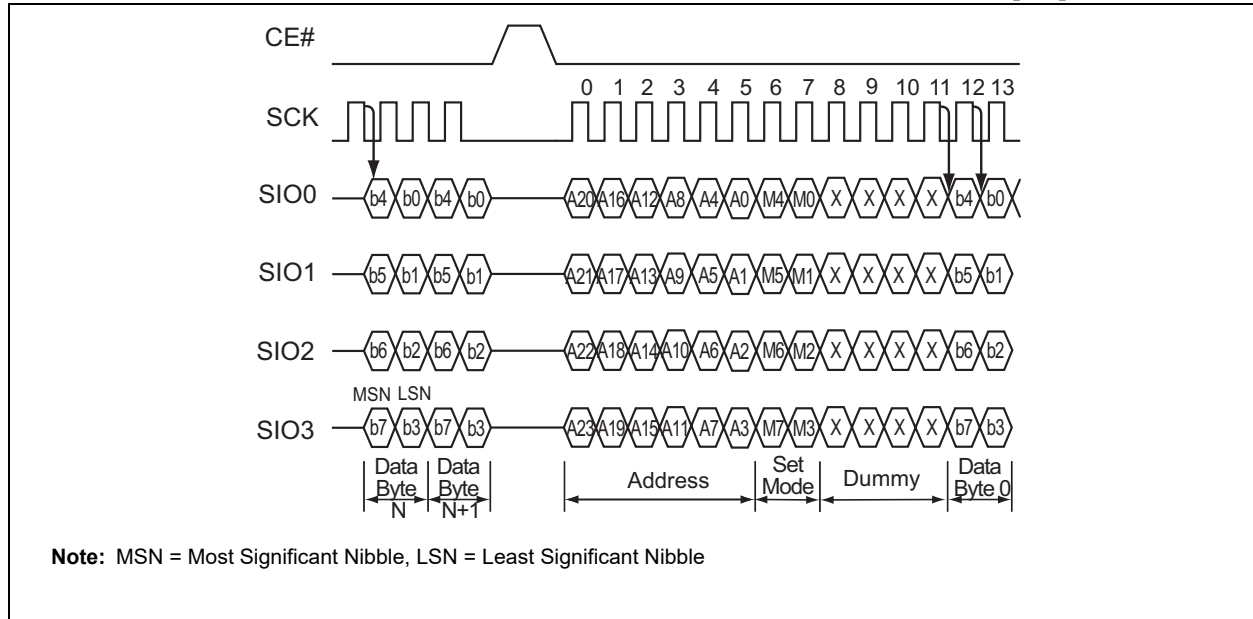 CE#
0 1 2 3 4 5 6 7 8 9 10 11 12 13
SCK
SIO0 b4 b0 b4 b0 A20 A16 A12 A8 A4 A0 M4 M0 X X X X b4 b0
SIO1 b5 b1 b5 b1 A21 A17 A13 A9 A5 A1 M5 M1 X X X X b5 b1
SIO2 b6 b2 b6 b2 A22 A18 A14 A10 A6 A2 M6 M2 X X X X b6 b2
MSN LSN
SIO3 b7 b3 b7 b3 A23 A19 A15 A11 A7 A3 M7 M3 X X X X b7 b3
Data Byte N
Data Byte N+1
Address
Set Mode
Dummy
Data Byte 0
Note: MSN = Most Significant Nibble, LSN = Least Significant Nibble